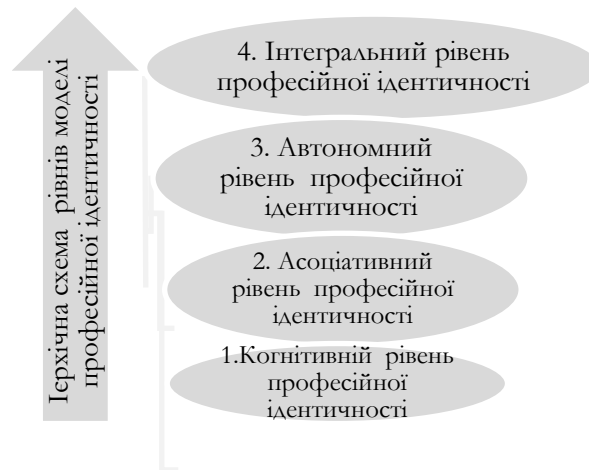 Ієрхічна схема рівнів моделі
професійної ідентичності
4. Інтегральний рівень
професійної ідентичності
3. Автономний
рівень професійної
ідентичності
2. Асоціативний
рівень професійної
ідентичності
1.Когнітивній рівень
професійної
ідентичності